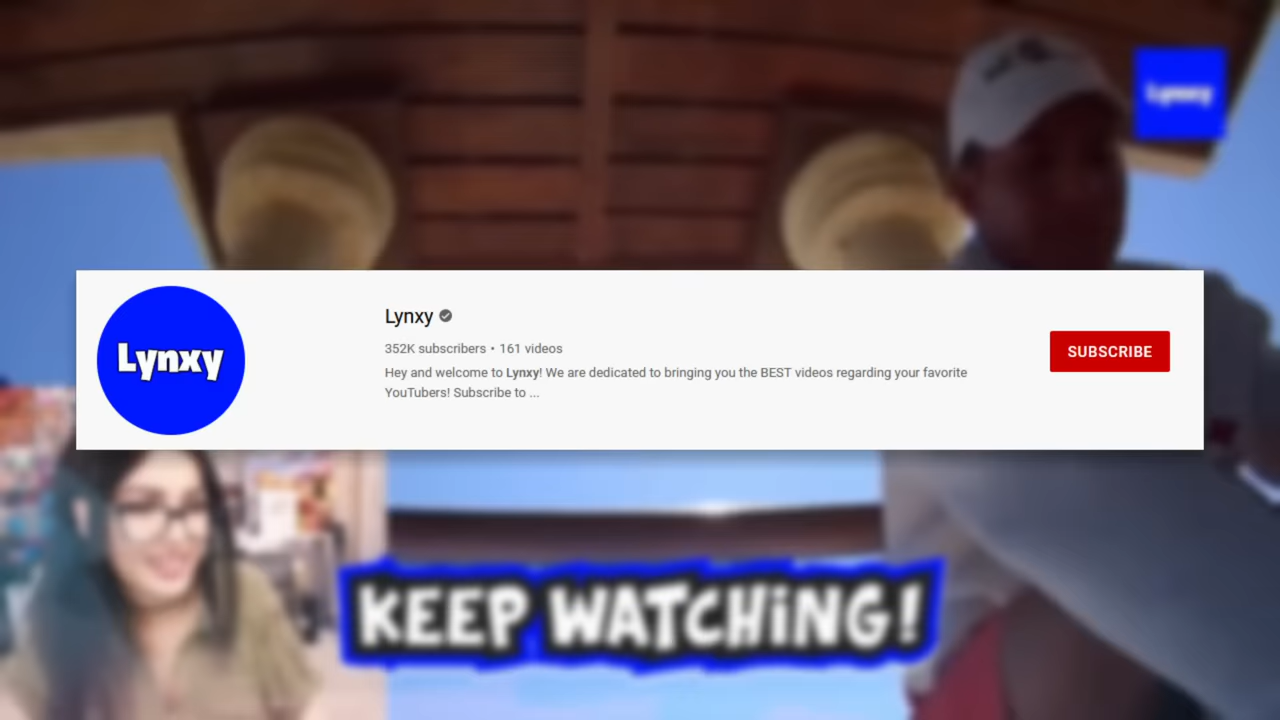 Lynxy
Lynxy
Lynxy
352K subscribers • 161 videos
Hey and welcome to Lynxy! We are dedicated to bringing you the BEST videos regarding your favorite
YouTubers! Subscribe to ...
SUBSCRIBE
KEEP WATCHING!